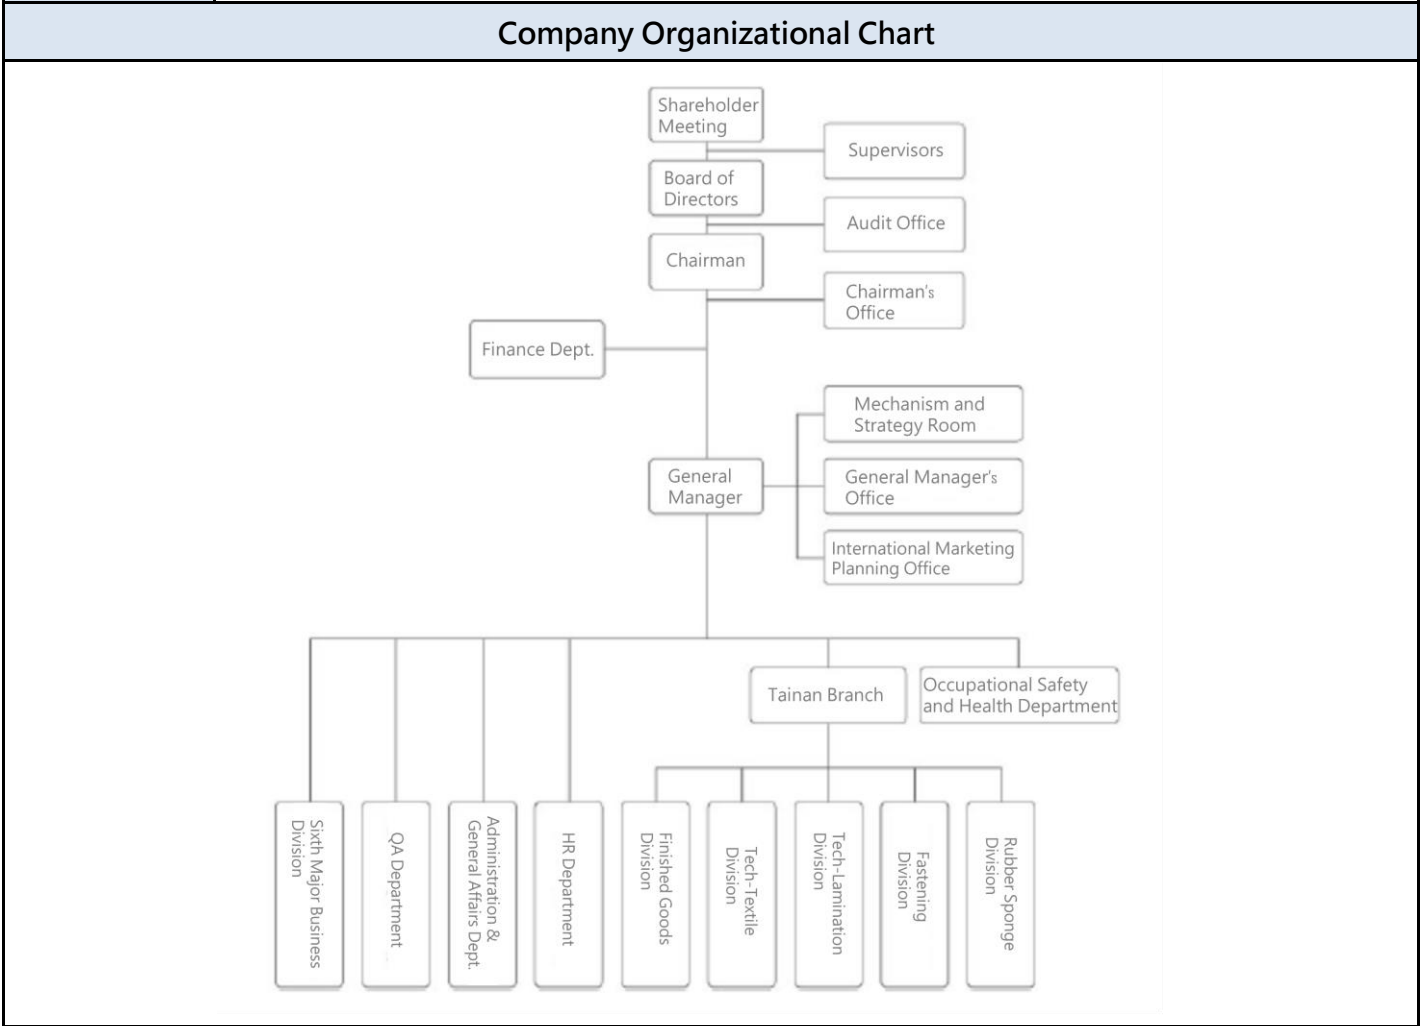 Company Organizational Chart
Shareholder
Meeting
Supervisors
Board of
Directors
Audit Office
Chairman
Chairman's
Office
Finance Dept.
Mechanism and
Strategy Room
General
Manager
General Manager's
Office
International Marketing
Planning Office
Tainan Branch
Occupational Safety
and Health Department
Sixth Major Business
Division
QA Department
Administration &
General Affairs Dept.
HR Department
Finished Goods
Division
Tech-Textile
Division
Tech-Lamination
Division
Fastening
Division
Rubber Sponge
Division